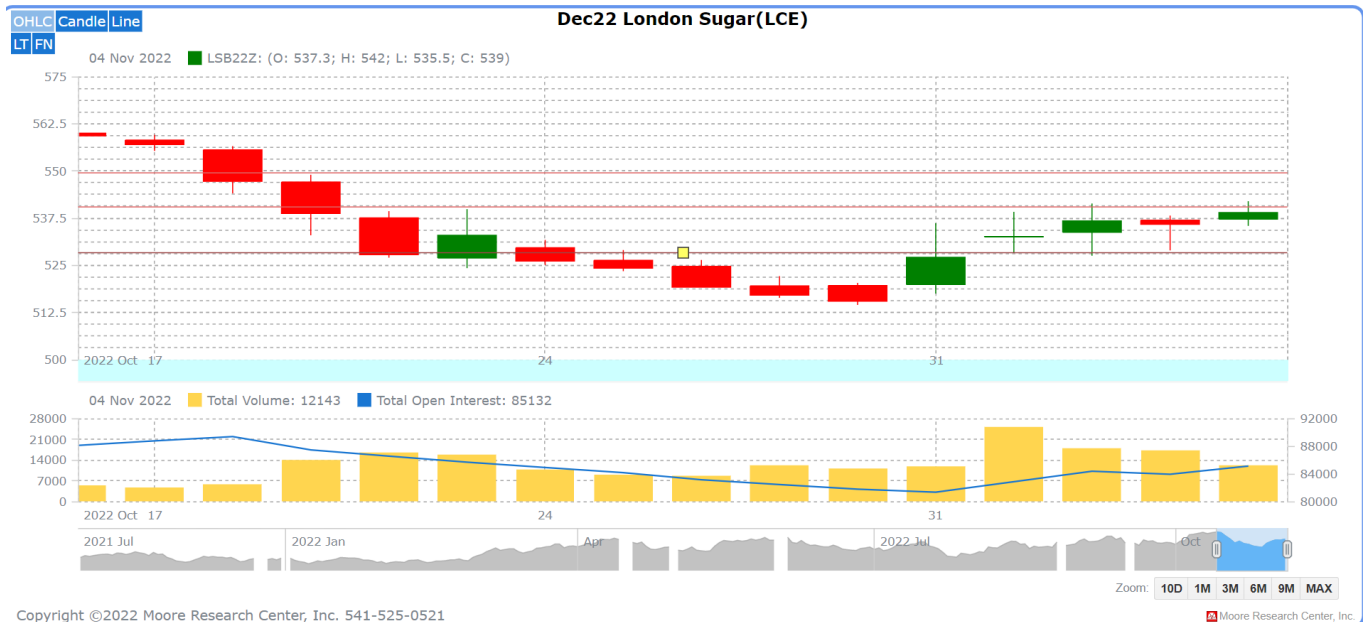 Dec22 London Sugar(LCE)
OHLC Candle Line
LT FN
04 Nov 2022 LSB22Z: (O: 537.3; H: 542; L: 535.5; C: 539)
575
562.5
550
537.5
525
512.5
500
2022 Oct 17 24 31
04 Nov 2022 Total Volume: 12143 Total Open Interest: 85132
28000 92000
21000 88000
14000 84000
7000
0 80000
2022 Oct 17 24 31
2021 Jul 2022 Jan Apr 2022 Jul Oct
Zoom: 10D 1M 3M 6M 9M MAX
Copyright ©2022 Moore Research Center, Inc. 541-525-0521
Moore Research Center, Inc.